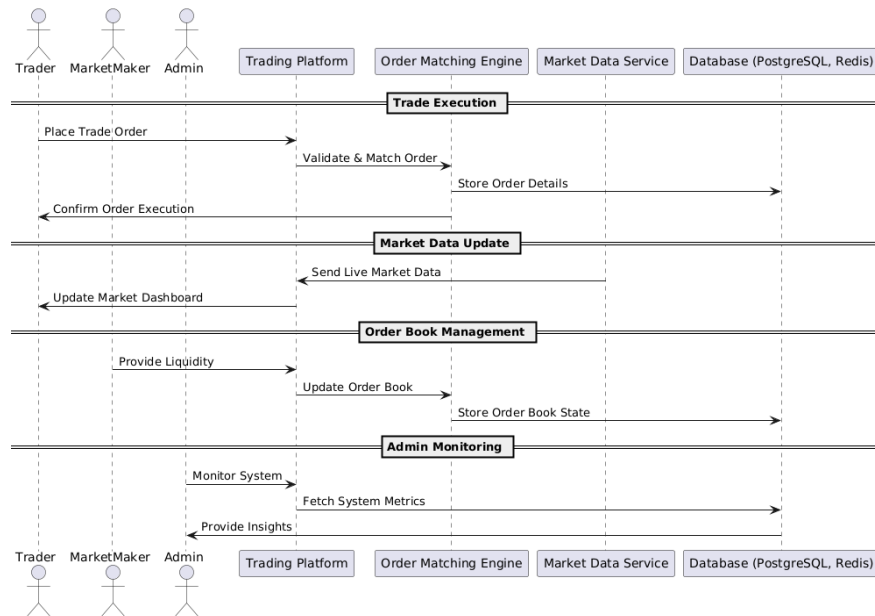 Trader
MarketMaker
Admin
Trading Platform
Order Matching Engine
Market Data Service
Database (PostgreSQL, Redis)
Trade Execution
Place Trade Order
Validate & Match Order
Store Order Details
Confirm Order Execution
Market Data Update
Send Live Market Data
Update Market Dashboard
Order Book Management
Provide Liquidity
Update Order Book
Store Order Book State
Admin Monitoring
Monitor System
Fetch System Metrics
Provide Insights
Trader
MarketMaker
Admin
Trading Platform
Order Matching Engine
Market Data Service
Database (PostgreSQL, Redis)